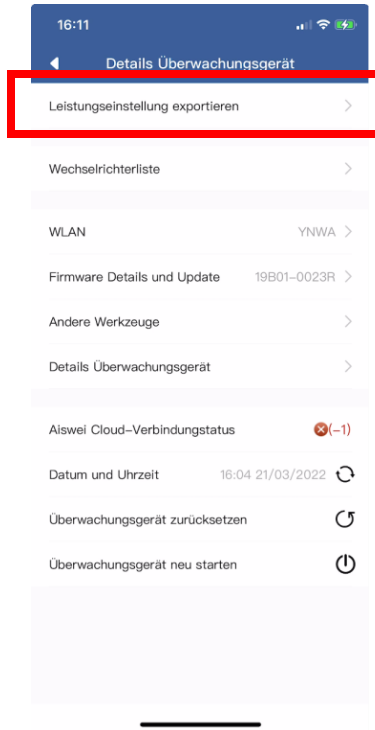 16:11
Details Überwachungsgerät
Leistungseinstellung exportieren
Wechselrichterliste
WLAN YNWA
Firmware Details und Update 19B01-0023R
Andere Werkzeuge
Details Überwachungsgerät
Aiswei Cloud-Verbindungstatus (-1)
Datum und Uhrzeit 16:04 21/03/2022
Überwachungsgerät zurücksetzen
Überwachungsgerät neu starten